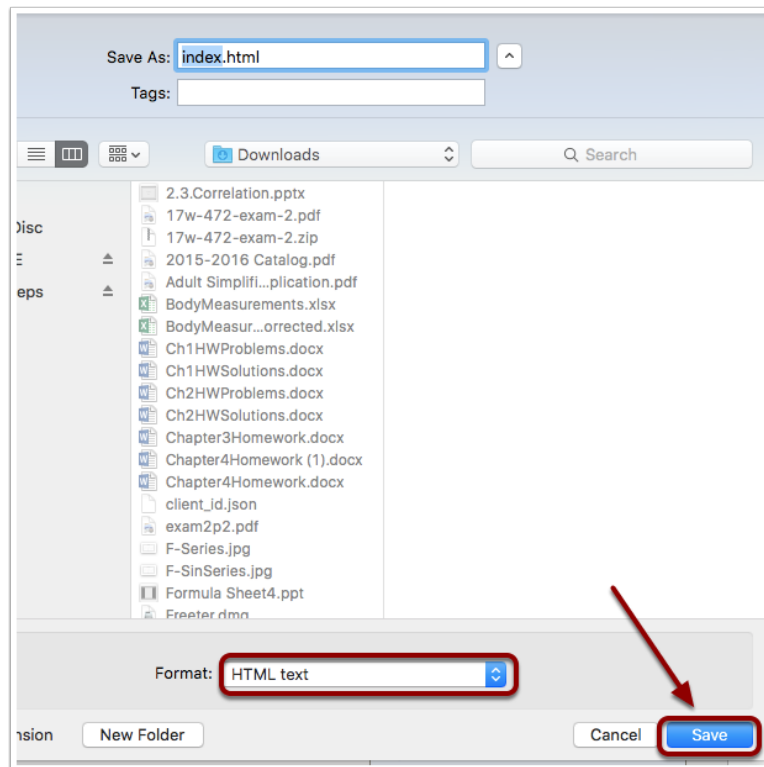 Save As: index.html
Tags:
Downloads Search
Disc
E
eps
2.3.Correlation.pptx
17w-472-exam-2.pdf
17w-472-exam-2.zip
2015-2016 Catalog.pdf
Adult Simplifi...plication.pdf
BodyMeasurements.xlsx
BodyMeasur...orrected.xlsx
Ch1HWProblems.docx
Ch1HWSolutions.docx
Ch2HWProblems.docx
Ch2HWSolutions.docx
Chapter3Homework.docx
Chapter4Homework (1).docx
Chapter4Homework.docx
client_id.json
exam2p2.pdf
F-Series.jpg
F-SinSeries.jpg
Formula Sheet4.ppt
Freeter.dmg
Format: HTML text
nsion New Folder Cancel Save